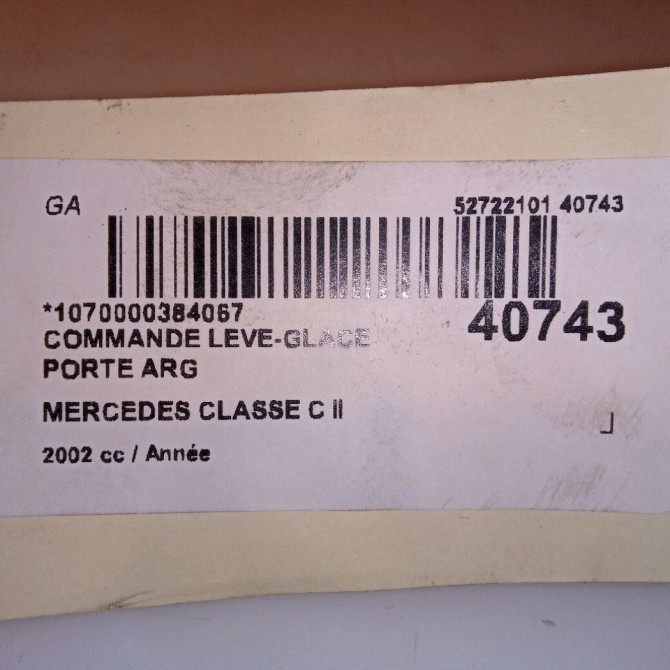 GA
52722101 40743
*1070000384067
40743
COMMANDE LEVE-GLACE
PORTE ARG
MERCEDES CLASSE C II
2002 cc / Année